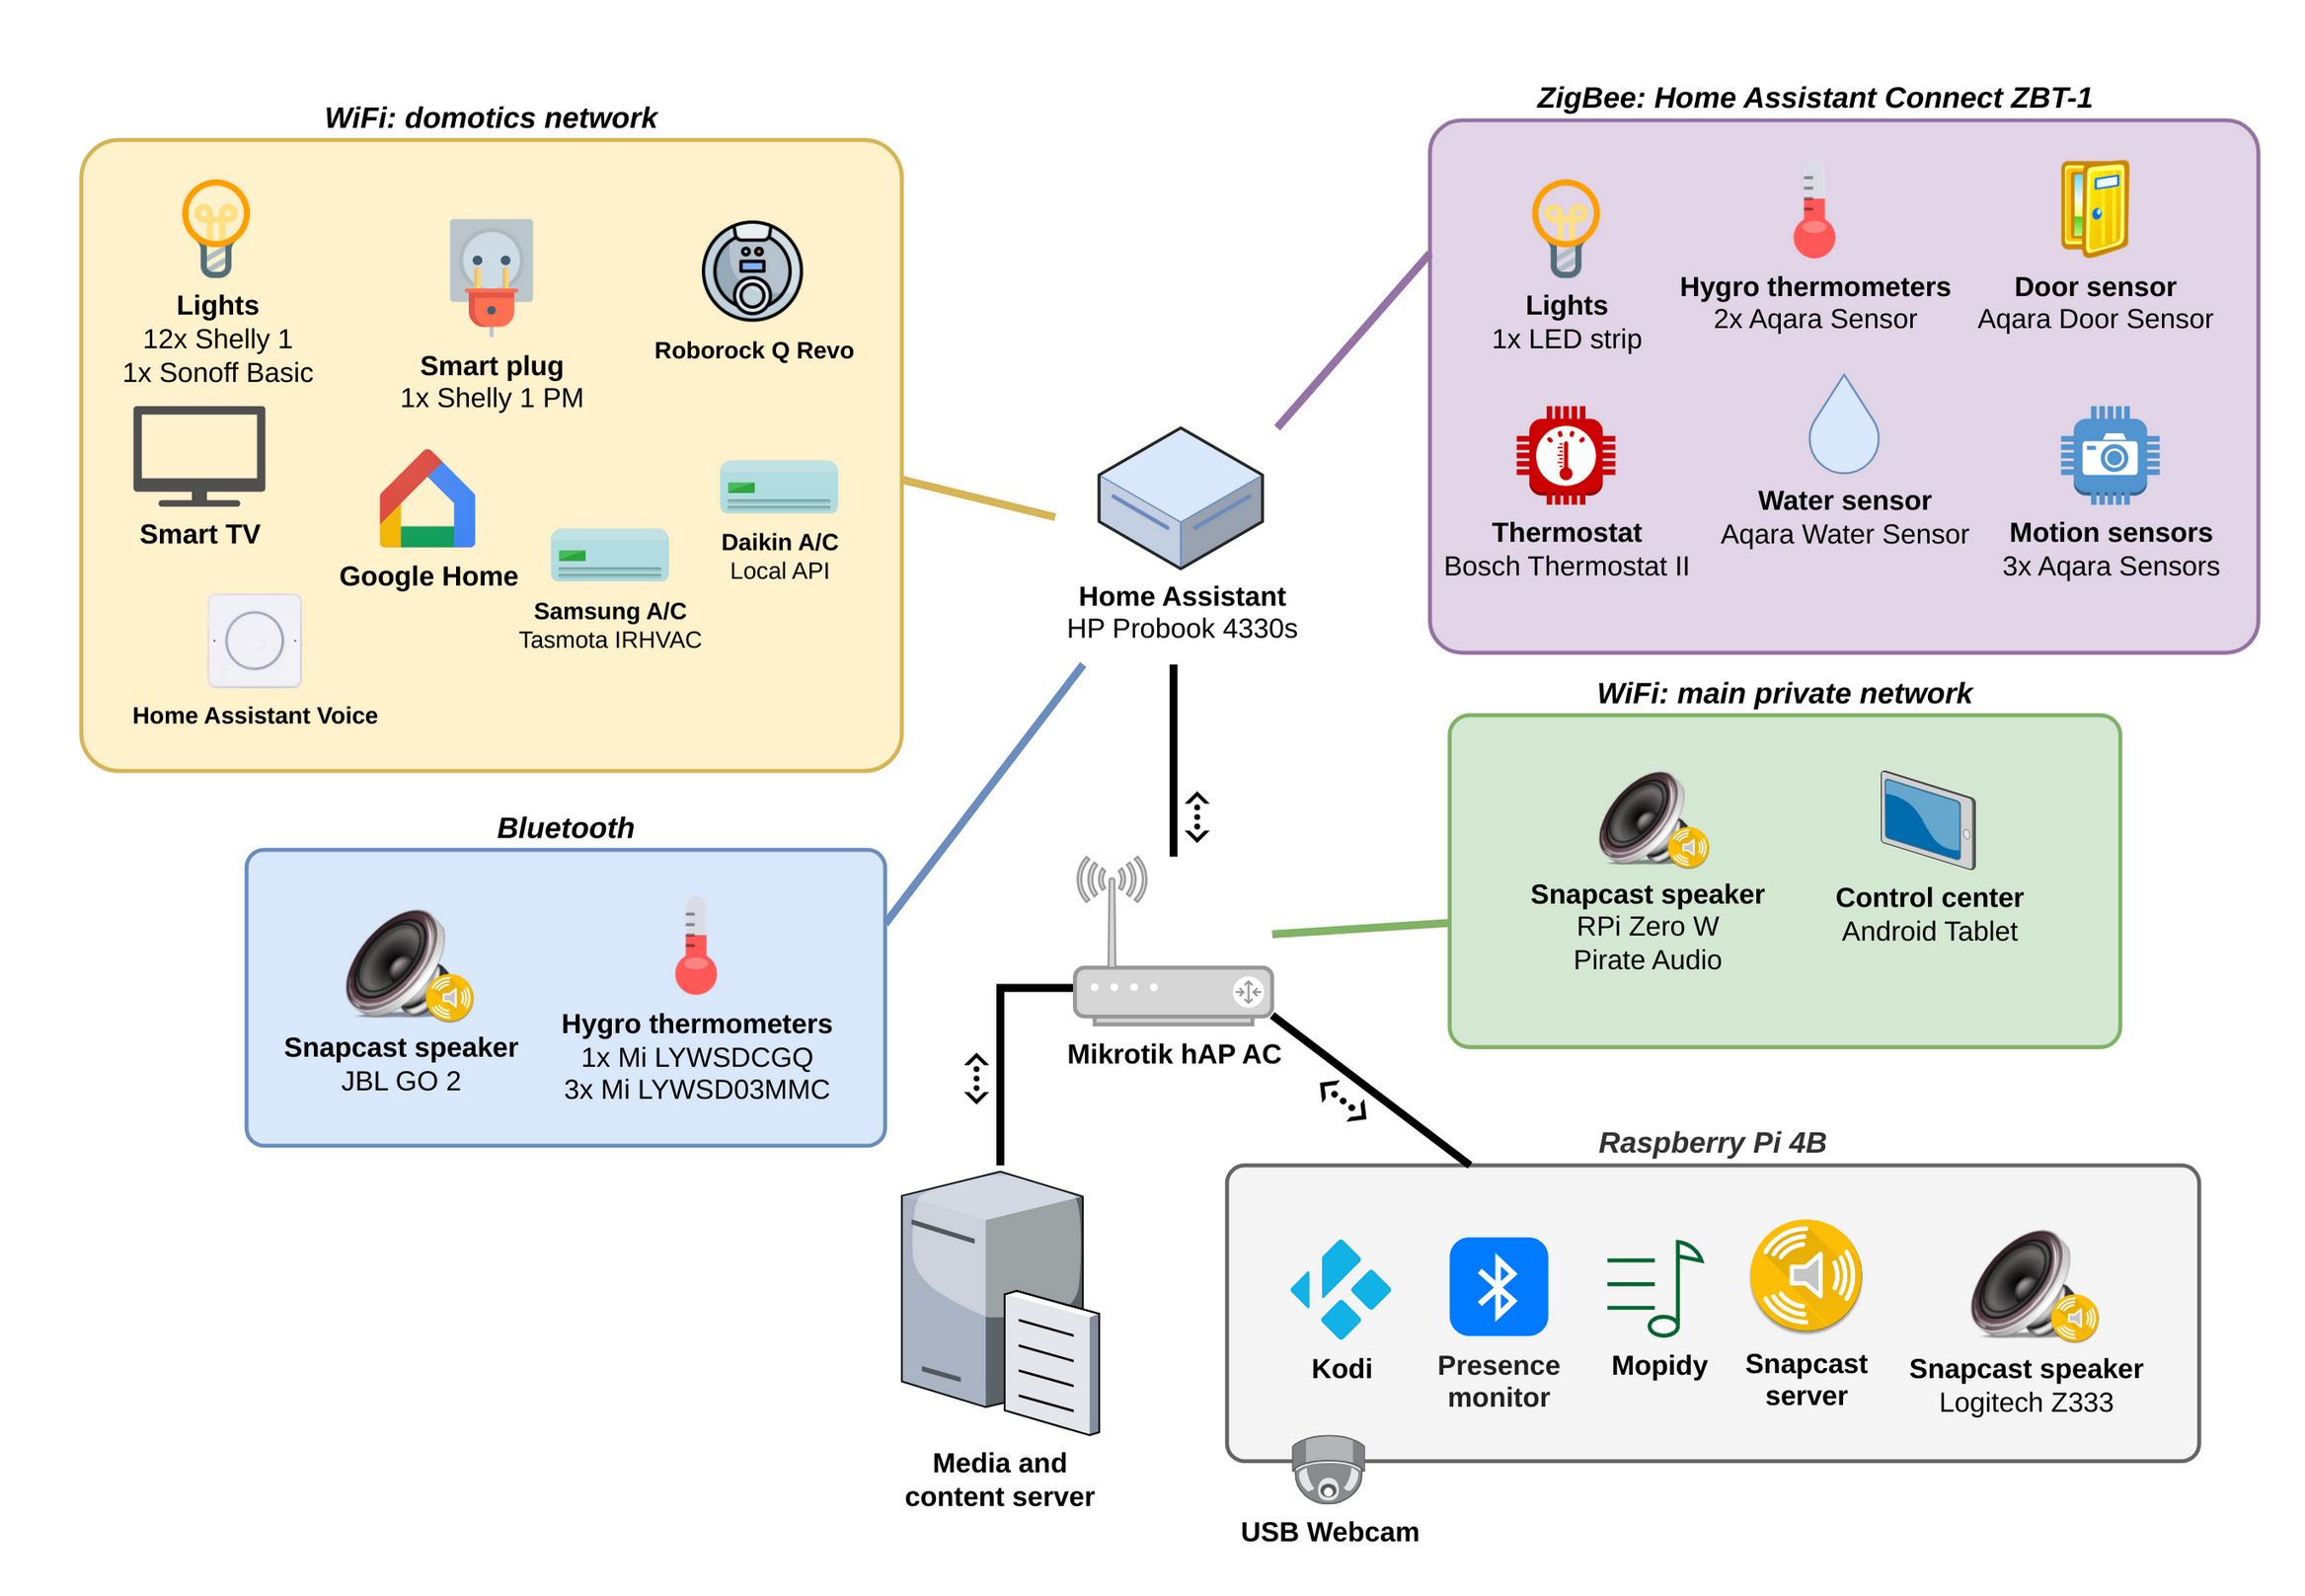 WiFi: domotics network
Lights
12x Shelly 1
1x Sonoff Basic
Smart plug
1x Shelly 1 PM
Roborock Q Revo
Smart TV
Google Home
Samsung A/C
Tasmota IRHVAC
Daikin A/C
Local API
Home Assistant Voice
ZigBee: Home Assistant Connect ZBT-1
Lights
1x LED strip
Hygro thermometers
2x Aqara Sensor
Door sensor
Aqara Door Sensor
Thermostat
Bosch Thermostat II
Water sensor
Aqara Water Sensor
Motion sensors
3x Aqara Sensors
Home Assistant
HP Probook 4330s
WiFi: main private network
Snapcast speaker
RPi Zero W
Pirate Audio
Control center
Android Tablet
Bluetooth
Snapcast speaker
JBL GO 2
Hygro thermometers
1x Mi LYWSDCGQ
3x Mi LYWSD03MMC
Mikrotik hAP AC
Raspberry Pi 4B
Kodi
Presence
monitor
Mopidy
Snapcast
server
Snapcast speaker
Logitech Z333
Media and
content server
USB Webcam